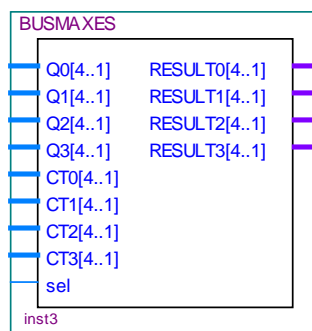 BUSMAXES
Q0[4..1] RESULT0[4..1]
Q1[4..1] RESULT1[4..1]
Q2[4..1] RESULT2[4..1]
Q3[4..1] RESULT3[4..1]
CT0[4..1]
CT1[4..1]
CT2[4..1]
CT3[4..1]
sel
inst3